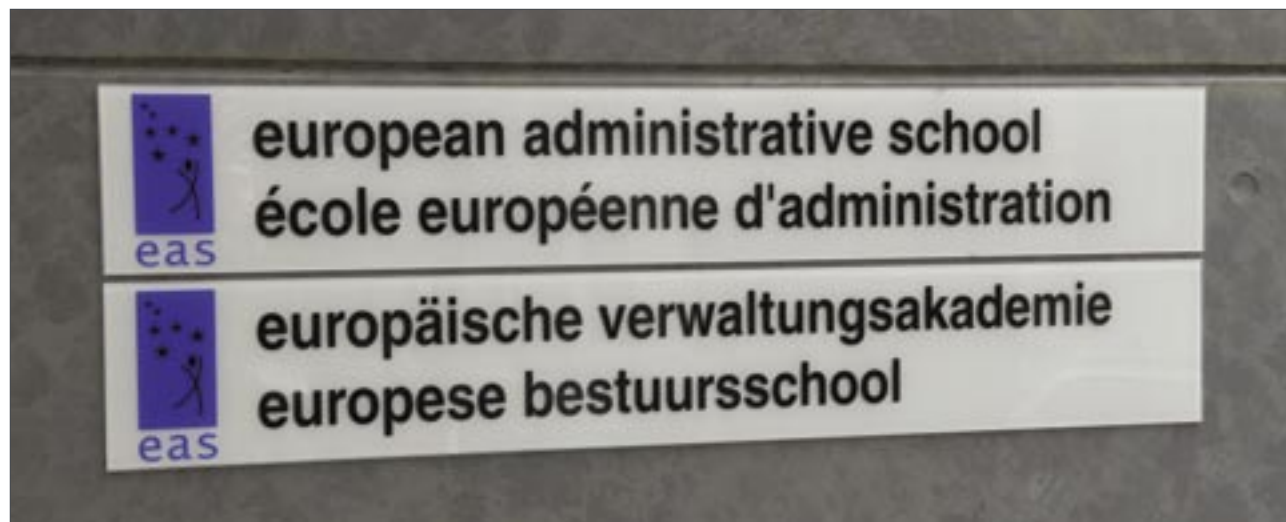 european administrative school
école européenne d'administration
eas
europäische verwaltungsakademie
europese bestuursschool
eas